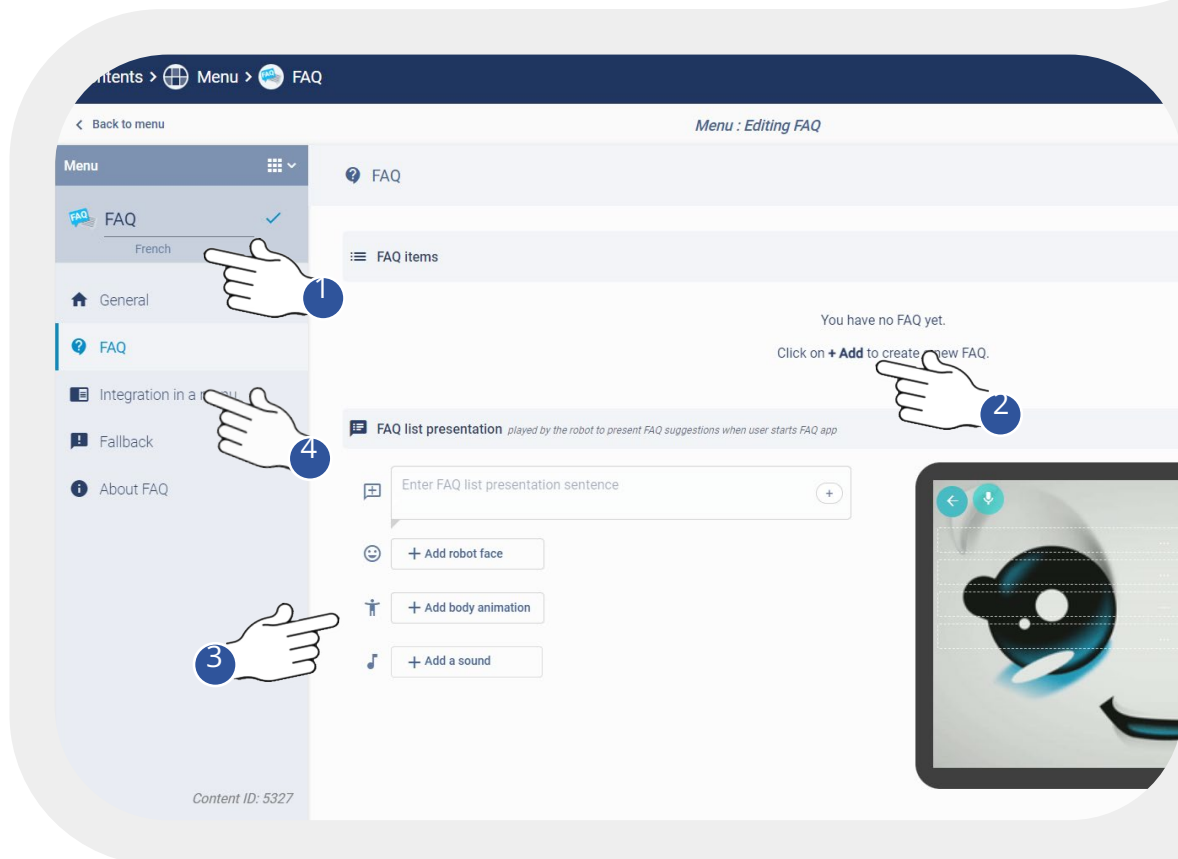 ntents > Menu > FAQ
Back to menu
Menu : Editing FAQ
Menu
FAQ
FAQ
FAQ
French
1
FAQ items
General
You have no FAQ yet.
FAQ
Click on + Add to create new FAQ.
2
Integration in a menu
4
FAQ list presentation played by the robot to present FAQ suggestions when user starts FAQ app
Fallback
About FAQ
Enter FAQ list presentation sentence
+ Add robot face
+ Add body animation
3
+ Add a sound
Content ID: 5327